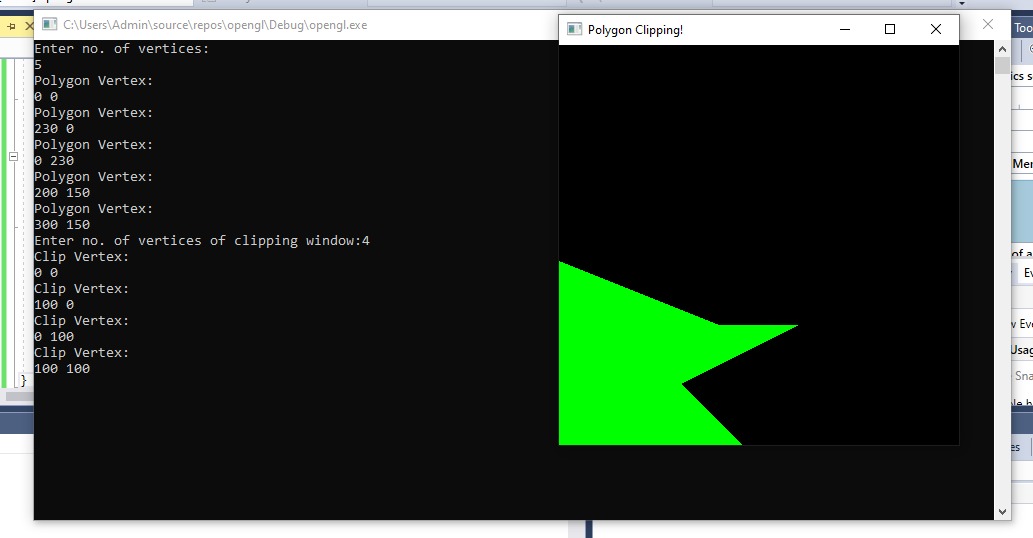 C:\Users\Admin\source\repos\opengl\Debug\opengl.exe
Enter no. of vertices:
5
Polygon Vertex:
0 0
Polygon Vertex:
230 0
Polygon Vertex:
0 230
Polygon Vertex:
200 150
Polygon Vertex:
300 150
Enter no. of vertices of clipping window:4
Clip Vertex:
0 0
Clip Vertex:
100 0
Clip Vertex:
0 100
Clip Vertex:
100 100
Polygon Clipping!
}
Too
ics s
Mer
of a
Ev
v Eve
Usag
Sna
es